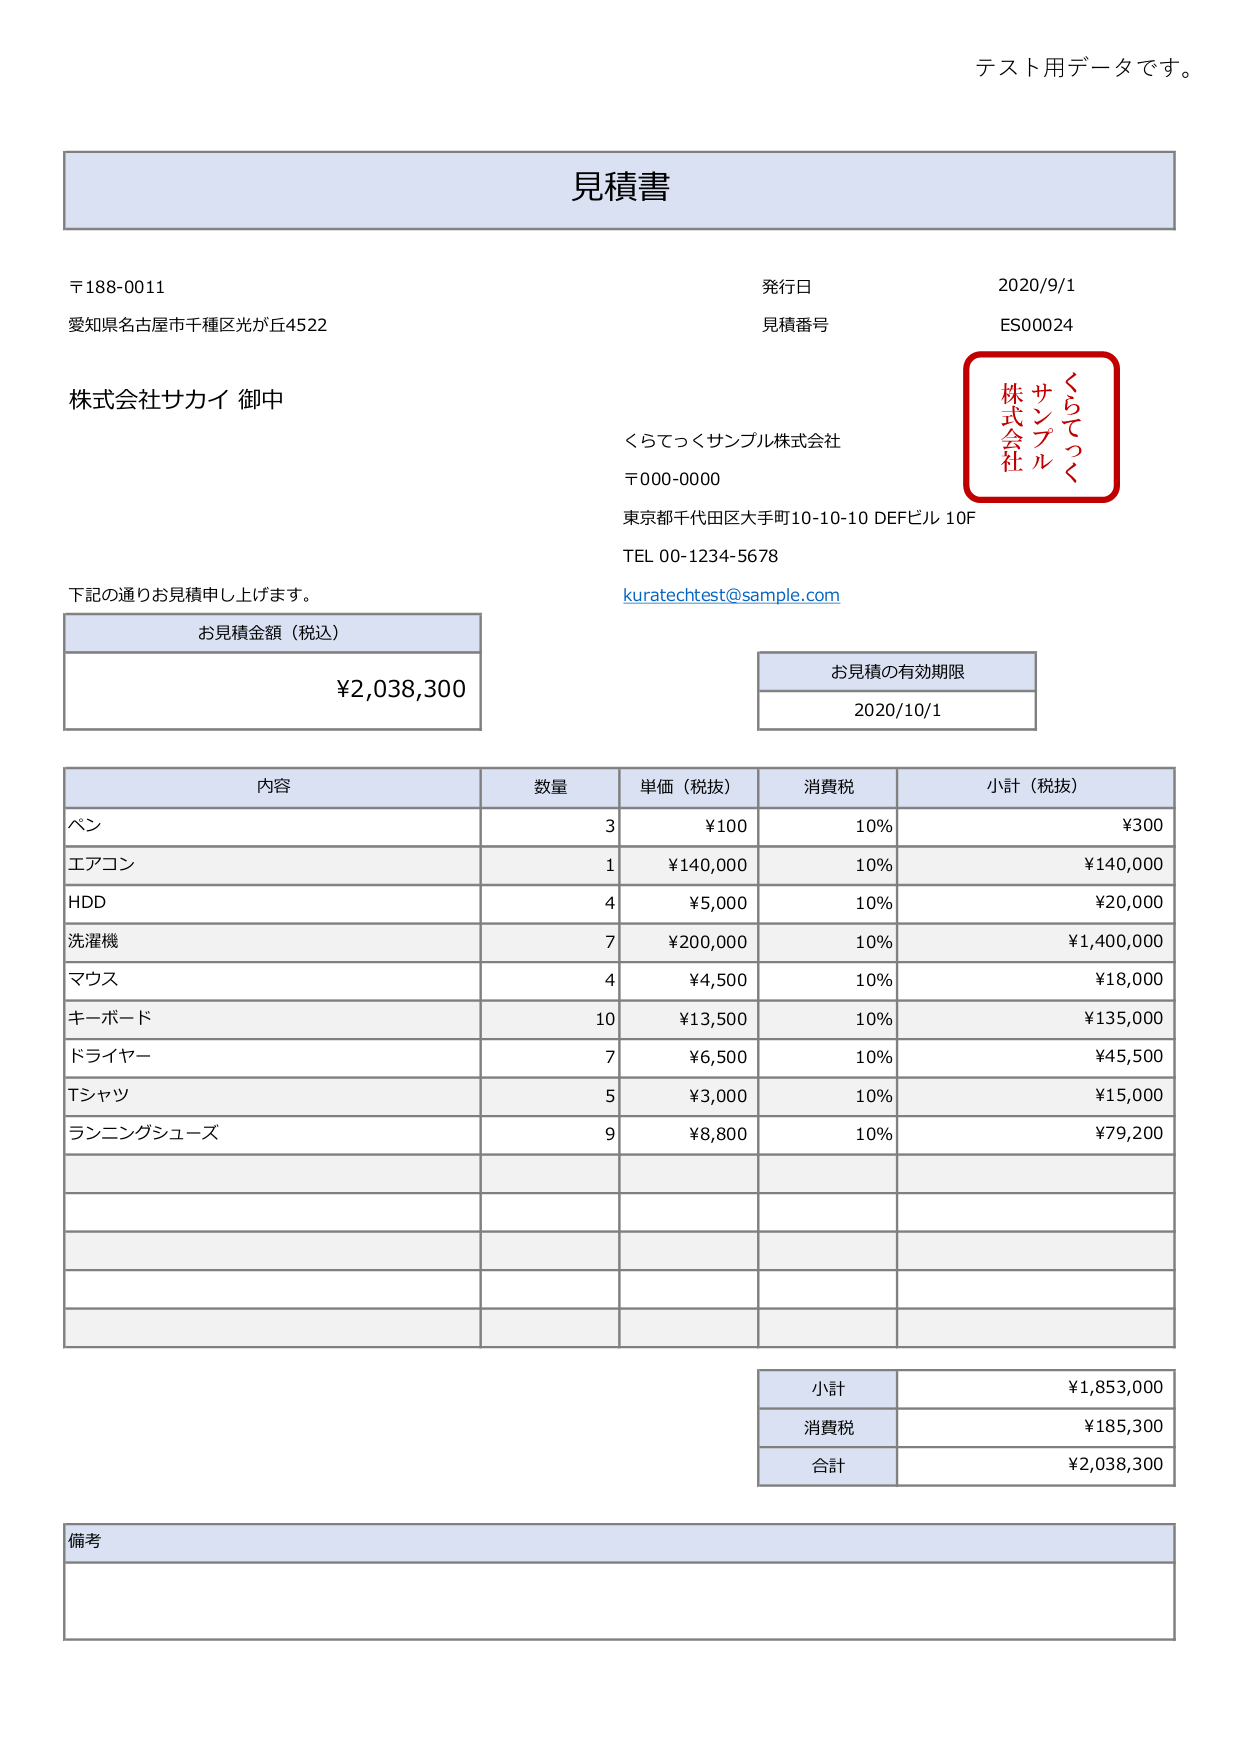 テスト用データです。
見積書
〒188-0011
愛知県名古屋市千種区光が丘4522
発行日 2020/9/1
見積番号 ES00024
株式会社サカイ 御中
くらてっく
サンプル
株式会社
くらてっくサンプル株式会社
〒000-0000
東京都千代田区大手町10-10-10 DEFビル 10F
TEL 00-1234-5678
kuratechtest@sample.com
下記の通りお見積申し上げます。
お見積金額（税込）
¥2,038,300
お見積の有効期限
2020/10/1
内容 数量 単価（税抜） 消費税 小計（税抜）
ペン 3 ¥100 10% ¥300
エアコン 1 ¥140,000 10% ¥140,000
HDD 4 ¥5,000 10% ¥20,000
洗濯機 7 ¥200,000 10% ¥1,400,000
マウス 4 ¥4,500 10% ¥18,000
キーボード 10 ¥13,500 10% ¥135,000
ドライヤー 7 ¥6,500 10% ¥45,500
Tシャツ 5 ¥3,000 10% ¥15,000
ランニングシューズ 9 ¥8,800 10% ¥79,200
小計 ¥1,853,000
消費税 ¥185,300
合計 ¥2,038,300
備考